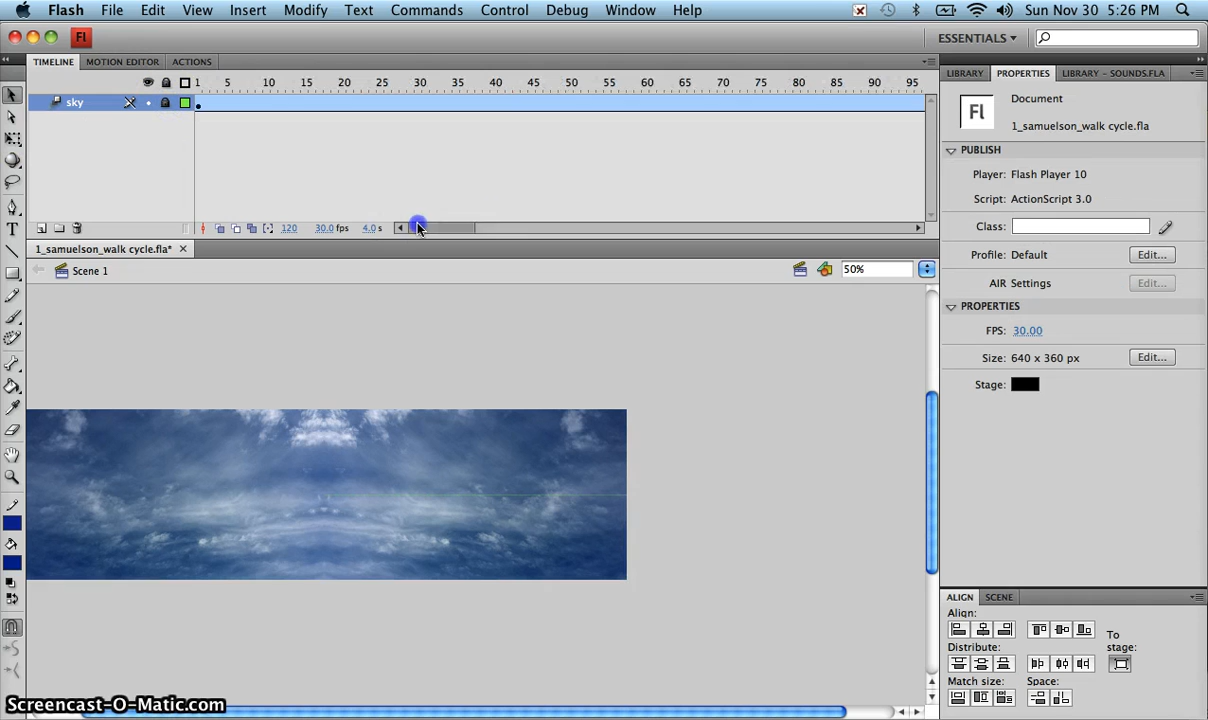 Flash File Edit View Insert Modify Text Commands Control Debug Window Help Sun Nov 30 5:26 PM
Fl ESSENTIALS
TIMELINE MOTION EDITOR ACTIONS
LIBRARY PROPERTIES LIBRARY – SOUNDS.FLA
1 5 10 15 20 25 30 35 40 45 50 55 60 65 70 75 80 85 90 95
sky
Fl Document
1_samuelson_walk cycle.fla
PUBLISH
Player: Flash Player 10
Script: ActionScript 3.0
Class:
120 30.0 fps 4.0 s
1_samuelson_walk cycle.fla*
Profile: Default Edit...
Scene 1 50%
AIR Settings Edit...
PROPERTIES
FPS: 30.00
Size: 640 x 360 px Edit...
Stage:
ALIGN SCENE
Align:
To
stage:
Distribute:
Match size: Space:
Screencast-O-Matic.com